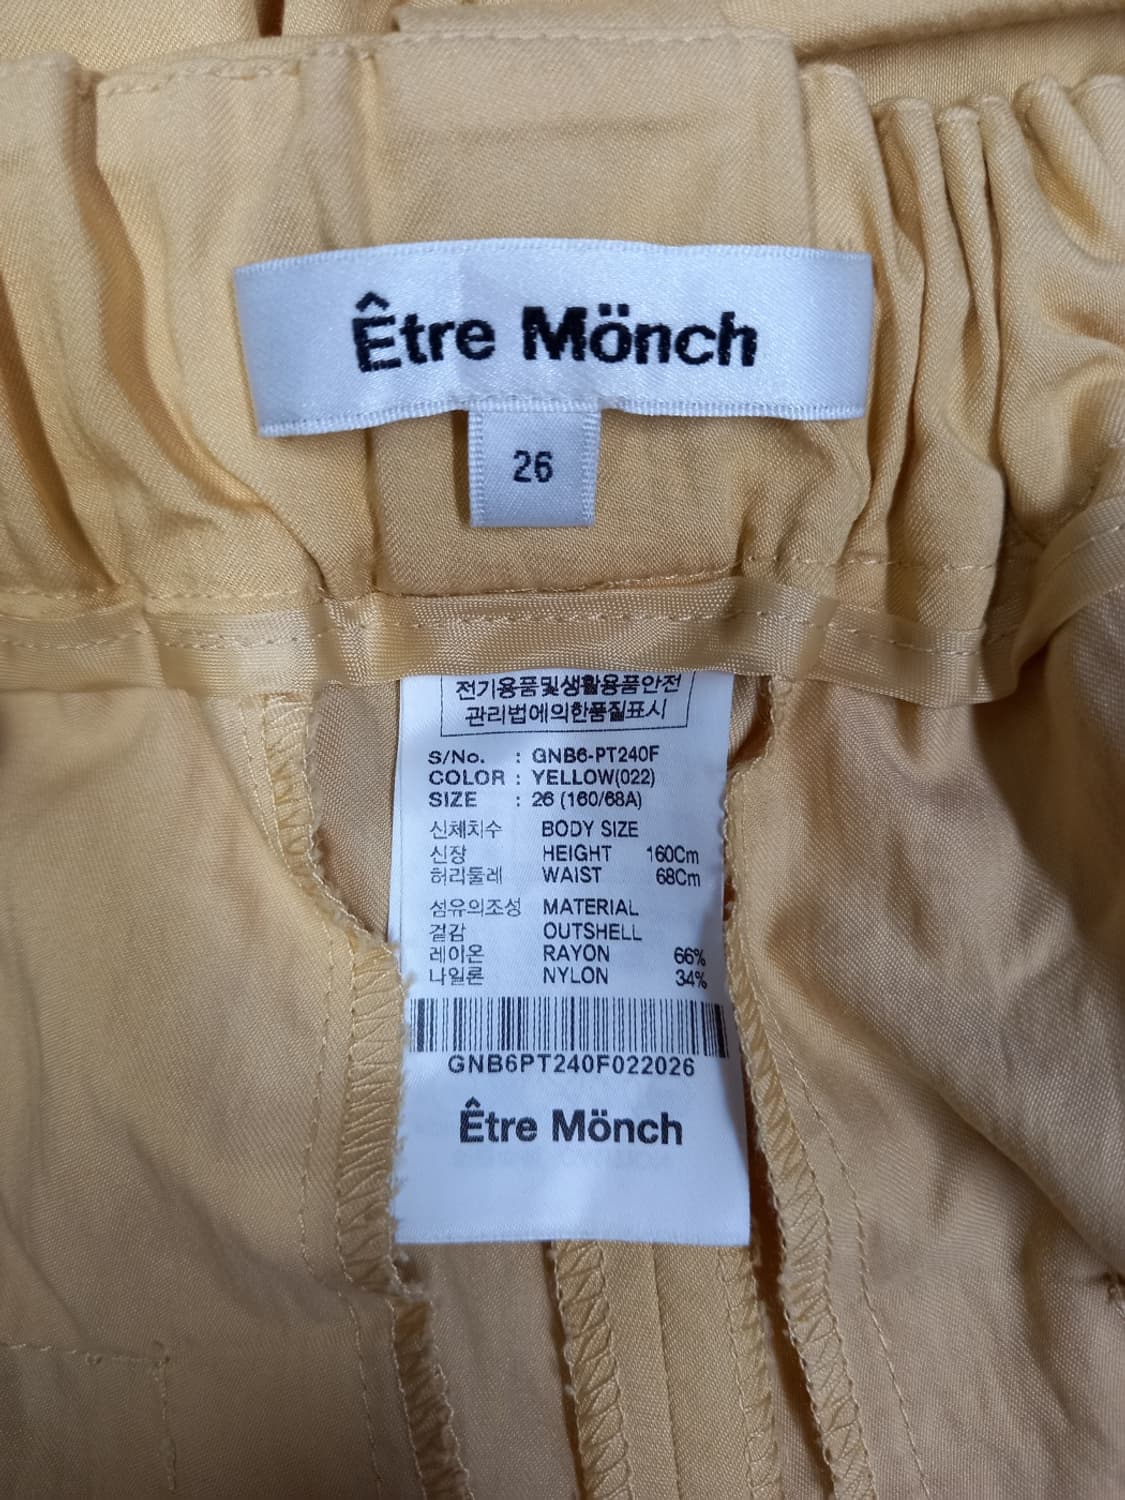 Être Mönch
26
전기용품및생활용품안전
관리법에의한품질표시
S/No. : GNB6-PT240F
COLOR : YELLOW(022)
SIZE : 26 (160/68A)
신체치수 BODY SIZE
신장 HEIGHT 160Cm
허리둘레 WAIST 68Cm
섬유의조성 MATERIAL
겉감 OUTSHELL
레이온 RAYON 66%
나일론 NYLON 34%
GNB6PT240F022026
Être Mönch